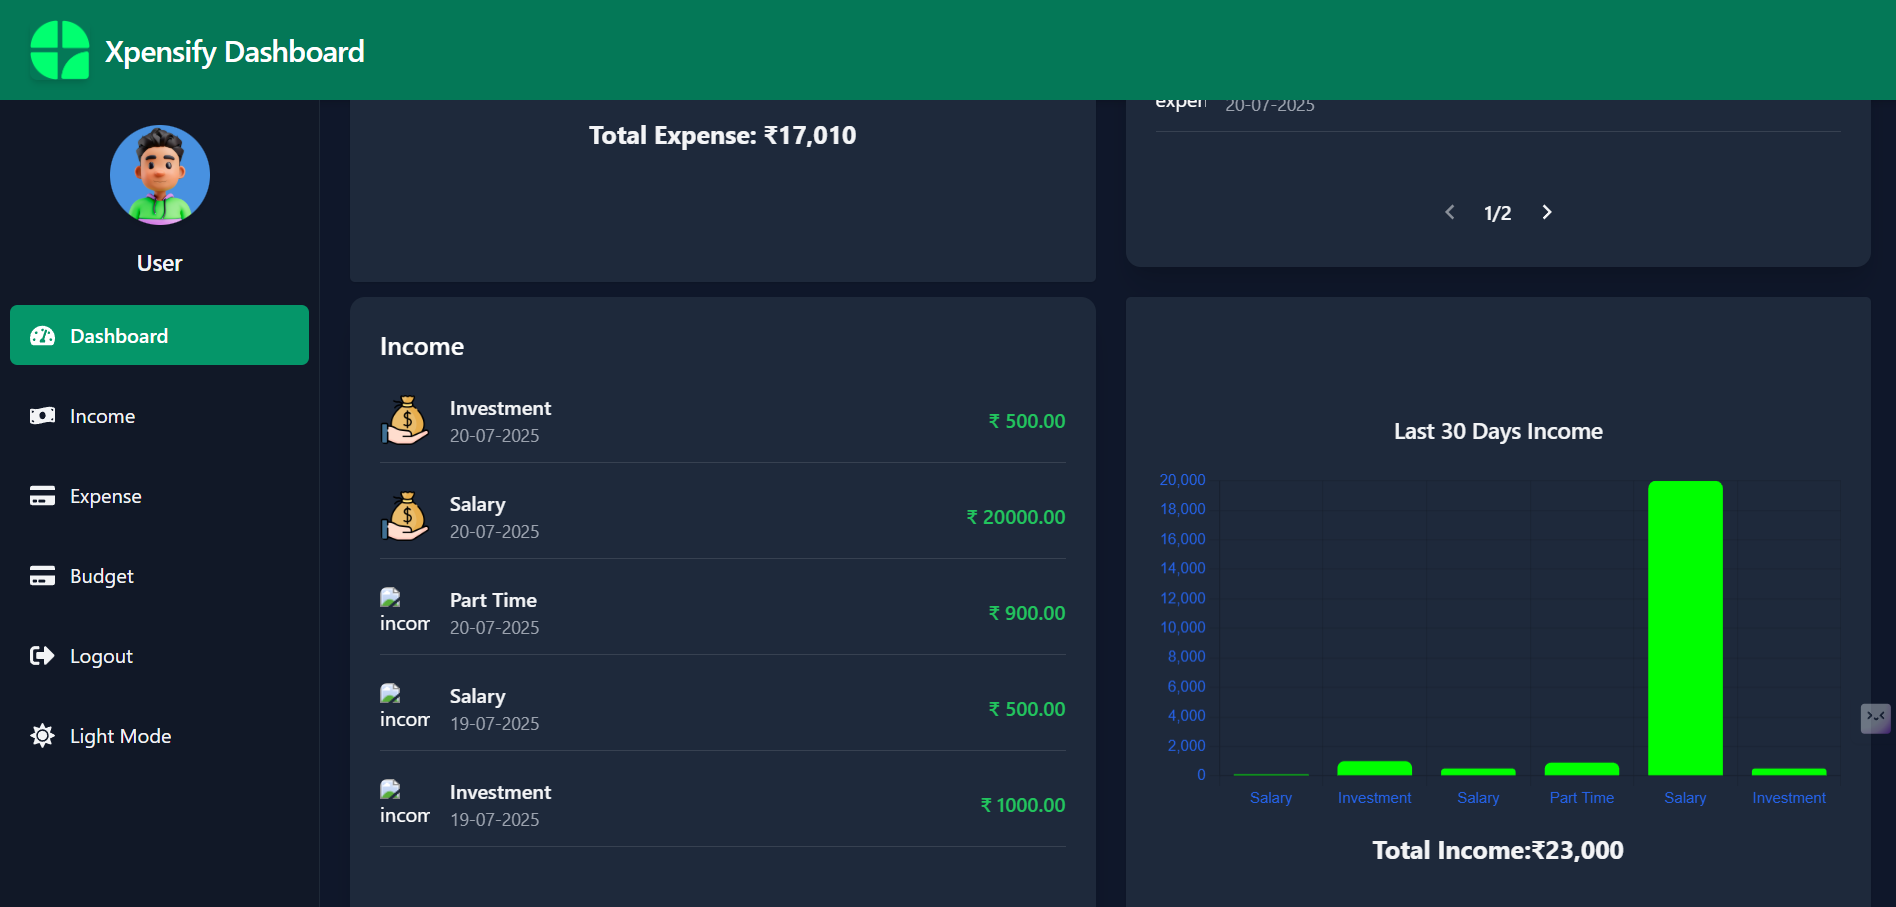 Xpensify Dashboard
User
Dashboard
Income
Expense
Budget
Logout
Light Mode
Total Expense: ₹17,010
20-07-2025
1/2
Income
Investment
20-07-2025
₹ 500.00
Salary
20-07-2025
₹ 20000.00
incom
Part Time
20-07-2025
₹ 900.00
incom
Salary
19-07-2025
₹ 500.00
incom
Investment
19-07-2025
₹ 1000.00
Last 30 Days Income
20,000
18,000
16,000
14,000
12,000
10,000
8,000
6,000
4,000
2,000
0
Salary Investment Salary Part Time Salary Investment
Total Income:₹23,000